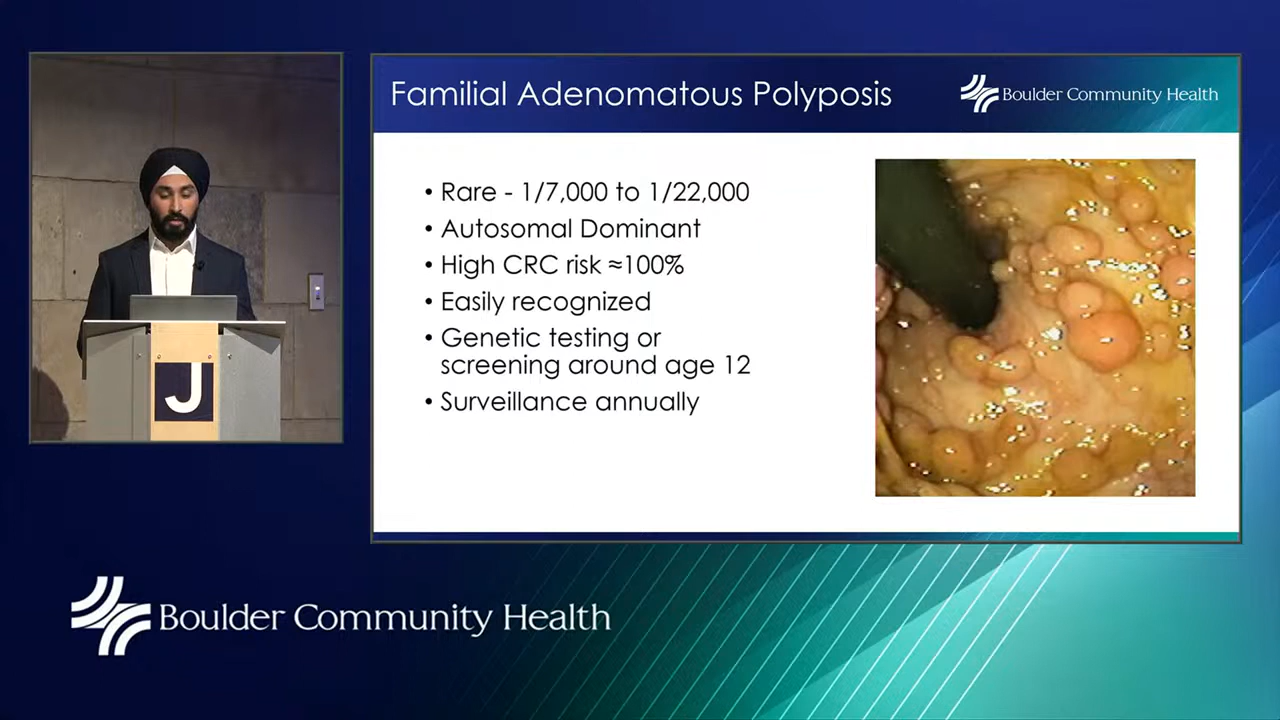 Familial Adenomatous Polyposis
Boulder Community Health
• Rare - 1/7,000 to 1/22,000
• Autosomal Dominant
• High CRC risk ≈100%
• Easily recognized
• Genetic testing or
screening around age 12
• Surveillance annually
J
Boulder Community Health